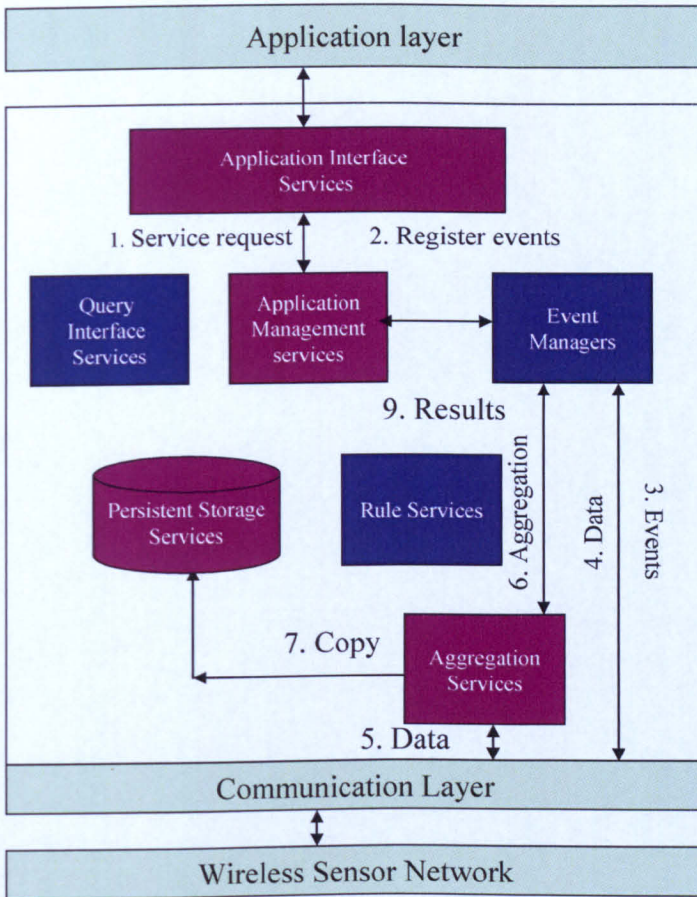 Application layer
Application Interface
Services
1. Service request
2. Register events
Query
Interface
Services
Application
Management
services
Event
Managers
9. Results
Persistent Storage
Services
Rule Services
6. Aggregation
4. Data
3. Events
7. Copy
Aggregation
Services
5. Data
Communication Layer
Wireless Sensor Network